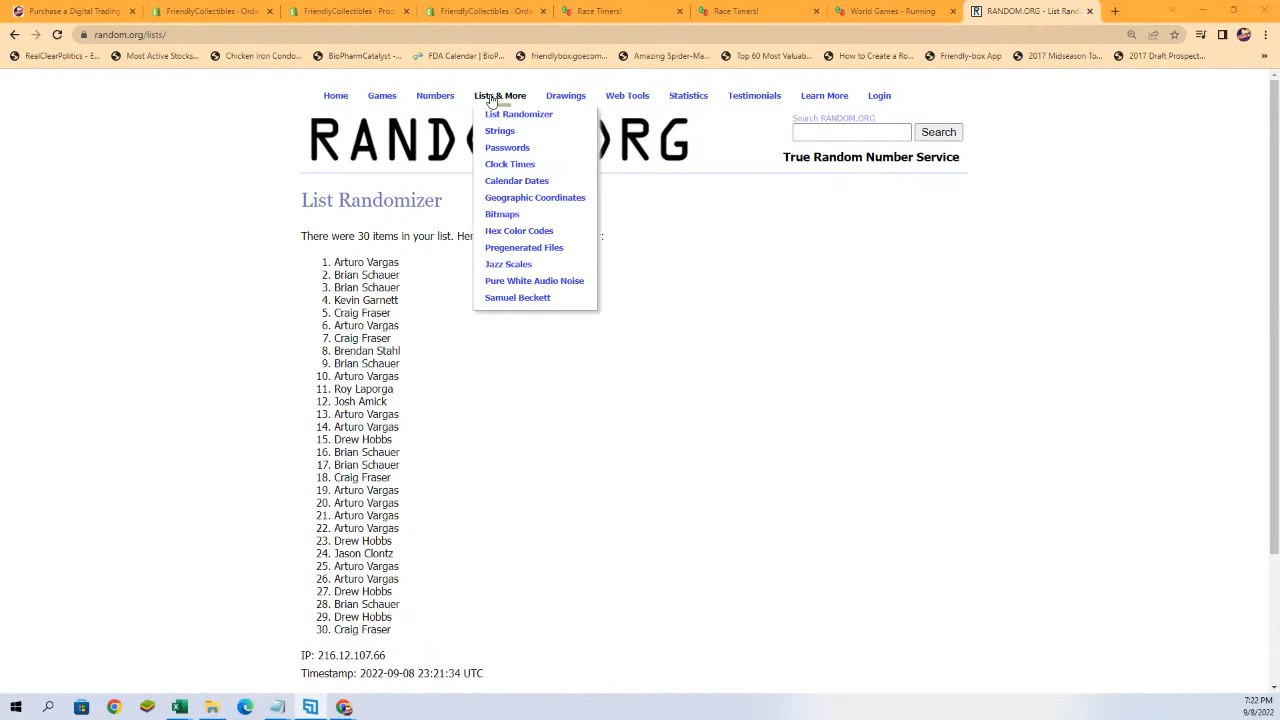 Purchase a Digital Trading
FriendlyCollectibles - Orde
FriendlyCollectibles - Proc
FriendlyCollectibles - Orde
Race Timers!
Race Timers!
World Games - Running
RANDOM.ORG - List Rand
random.org/lists/
RealClearPolitics - E...
Most Active Stocks...
Chicken Iron Condo...
BioPharmCatalyst -...
FDA Calendar | BioP...
friendlybox.goecom...
Amazing Spider-Ma...
Top 60 Most Valuab...
How to Create a Ro...
Friendly-box App
2017 Midseason To...
2017 Draft Prospect...
Home Games Numbers Lists & More Drawings Web Tools Statistics Testimonials Learn More Login
List Randomizer
Strings
Passwords
Clock Times
Calendar Dates
Geographic Coordinates
Bitmaps
Hex Color Codes
Pregenerated Files
Jazz Scales
Pure White Audio Noise
Samuel Beckett
Search RANDOM.ORG
Search
RAND RG
True Random Number Service
List Randomizer
There were 30 items in your list. Her :
1. Arturo Vargas
2. Brian Schauer
3. Brian Schauer
4. Kevin Garnett
5. Craig Fraser
6. Arturo Vargas
7. Craig Fraser
8. Brendan Stahl
9. Brian Schauer
10. Arturo Vargas
11. Roy Laporga
12. Josh Amick
13. Arturo Vargas
14. Arturo Vargas
15. Drew Hobbs
16. Brian Schauer
17. Brian Schauer
18. Craig Fraser
19. Arturo Vargas
20. Arturo Vargas
21. Arturo Vargas
22. Arturo Vargas
23. Drew Hobbs
24. Jason Clontz
25. Arturo Vargas
26. Arturo Vargas
27. Drew Hobbs
28. Brian Schauer
29. Drew Hobbs
30. Craig Fraser
IP: 216.12.107.66
Timestamp: 2022-09-08 23:21:34 UTC
7:22 PM
9/8/2022